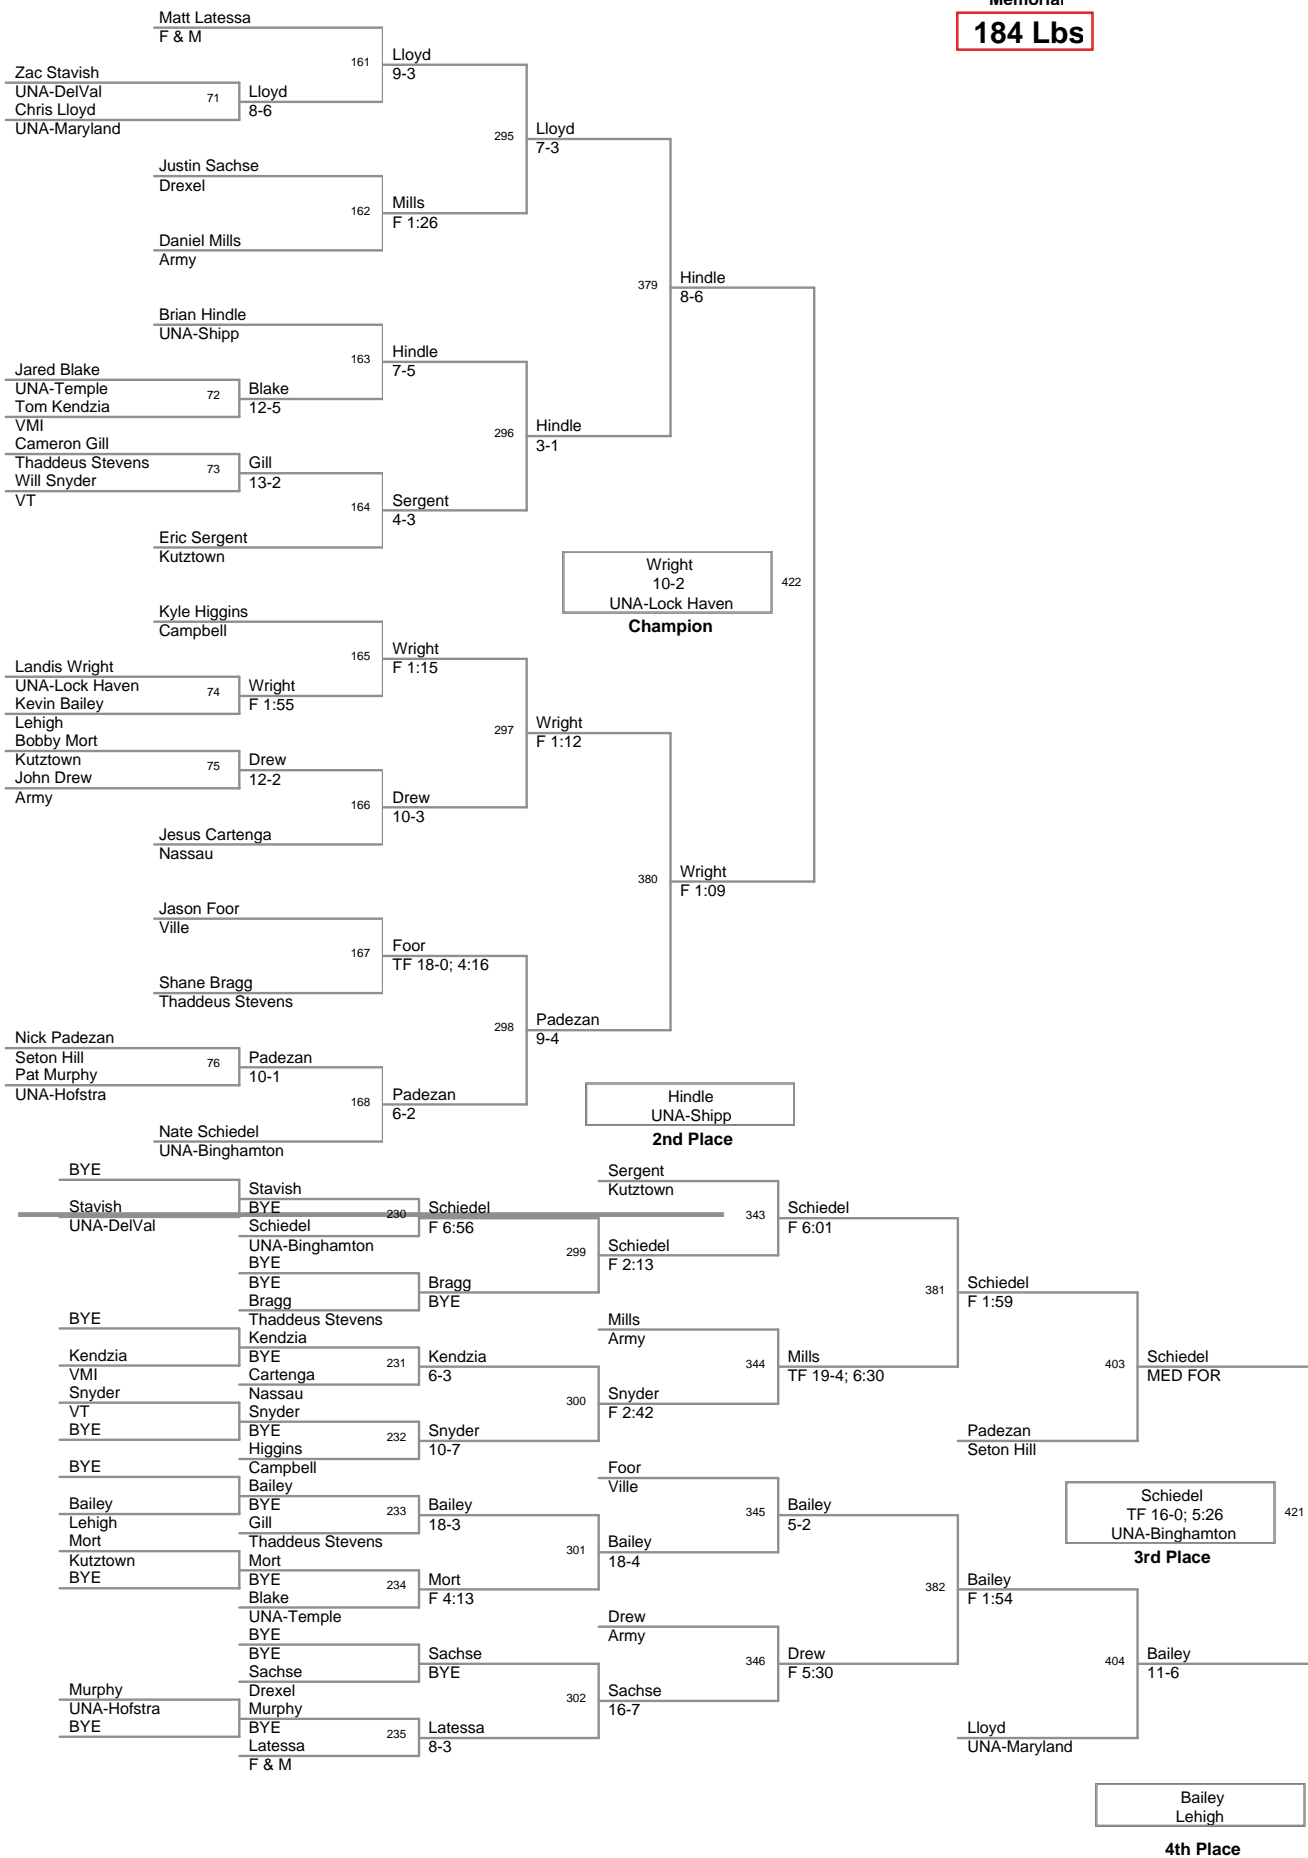 Memorial
184 Lbs
Matt Latessa
F & M
161
Lloyd
9-3
Zac Stavish
UNA-DelVal
71
Lloyd
8-6
Chris Lloyd
UNA-Maryland
295
Lloyd
7-3
Justin Sachse
Drexel
162
Mills
F 1:26
Daniel Mills
Army
379
Hindle
8-6
Brian Hindle
UNA-Shipp
163
Hindle
7-5
Jared Blake
UNA-Temple
72
Blake
12-5
Tom Kendzia
VMI
296
Hindle
3-1
Cameron Gill
Thaddeus Stevens
73
Gill
13-2
Will Snyder
VT
164
Sergent
4-3
Eric Sergent
Kutztown
Wright
10-2
UNA-Lock Haven
422
Champion
Kyle Higgins
Campbell
165
Wright
F 1:15
Landis Wright
UNA-Lock Haven
74
Wright
F 1:55
Kevin Bailey
Lehigh
297
Wright
F 1:12
Bobby Mort
Kutztown
75
Drew
12-2
John Drew
Army
166
Drew
10-3
Jesus Cartenga
Nassau
380
Wright
F 1:09
Jason Foor
Ville
167
Foor
TF 18-0; 4:16
Shane Bragg
Thaddeus Stevens
298
Padezan
9-4
Nick Padezan
Seton Hill
76
Padezan
10-1
Pat Murphy
UNA-Hofstra
168
Padezan
6-2
Nate Schiedel
UNA-Binghamton
Hindle
UNA-Shipp
2nd Place
BYE
Stavish
UNA-DelVal
Stavish
BYE
Schiedel
UNA-Binghamton
230
Schiedel
F 6:56
BYE
BYE
Bragg
Thaddeus Stevens
Bragg
BYE
299
Schiedel
F 2:13
Sergent
Kutztown
343
Schiedel
F 6:01
BYE
Kendzia
VMI
Kendzia
BYE
Cartenga
Nassau
231
Kendzia
6-3
Snyder
VT
BYE
Snyder
BYE
Higgins
Campbell
232
Snyder
10-7
300
Snyder
F 2:42
Mills
Army
344
Mills
TF 19-4; 6:30
381
Schiedel
F 1:59
403
Schiedel
MED FOR
Padezan
Seton Hill
BYE
Bailey
Lehigh
Bailey
BYE
Gill
Thaddeus Stevens
233
Bailey
18-3
Mort
Kutztown
BYE
Mort
BYE
Blake
UNA-Temple
234
Mort
F 4:13
301
Bailey
18-4
Foor
Ville
345
Bailey
5-2
Schiedel
TF 16-0; 5:26
UNA-Binghamton
421
3rd Place
BYE
BYE
Sachse
Drexel
Sachse
BYE
Murphy
UNA-Hofstra
BYE
Murphy
BYE
Latessa
F & M
235
Latessa
8-3
302
Sachse
16-7
Drew
Army
346
Drew
F 5:30
382
Bailey
F 1:54
404
Bailey
11-6
Lloyd
UNA-Maryland
Bailey
Lehigh
4th Place